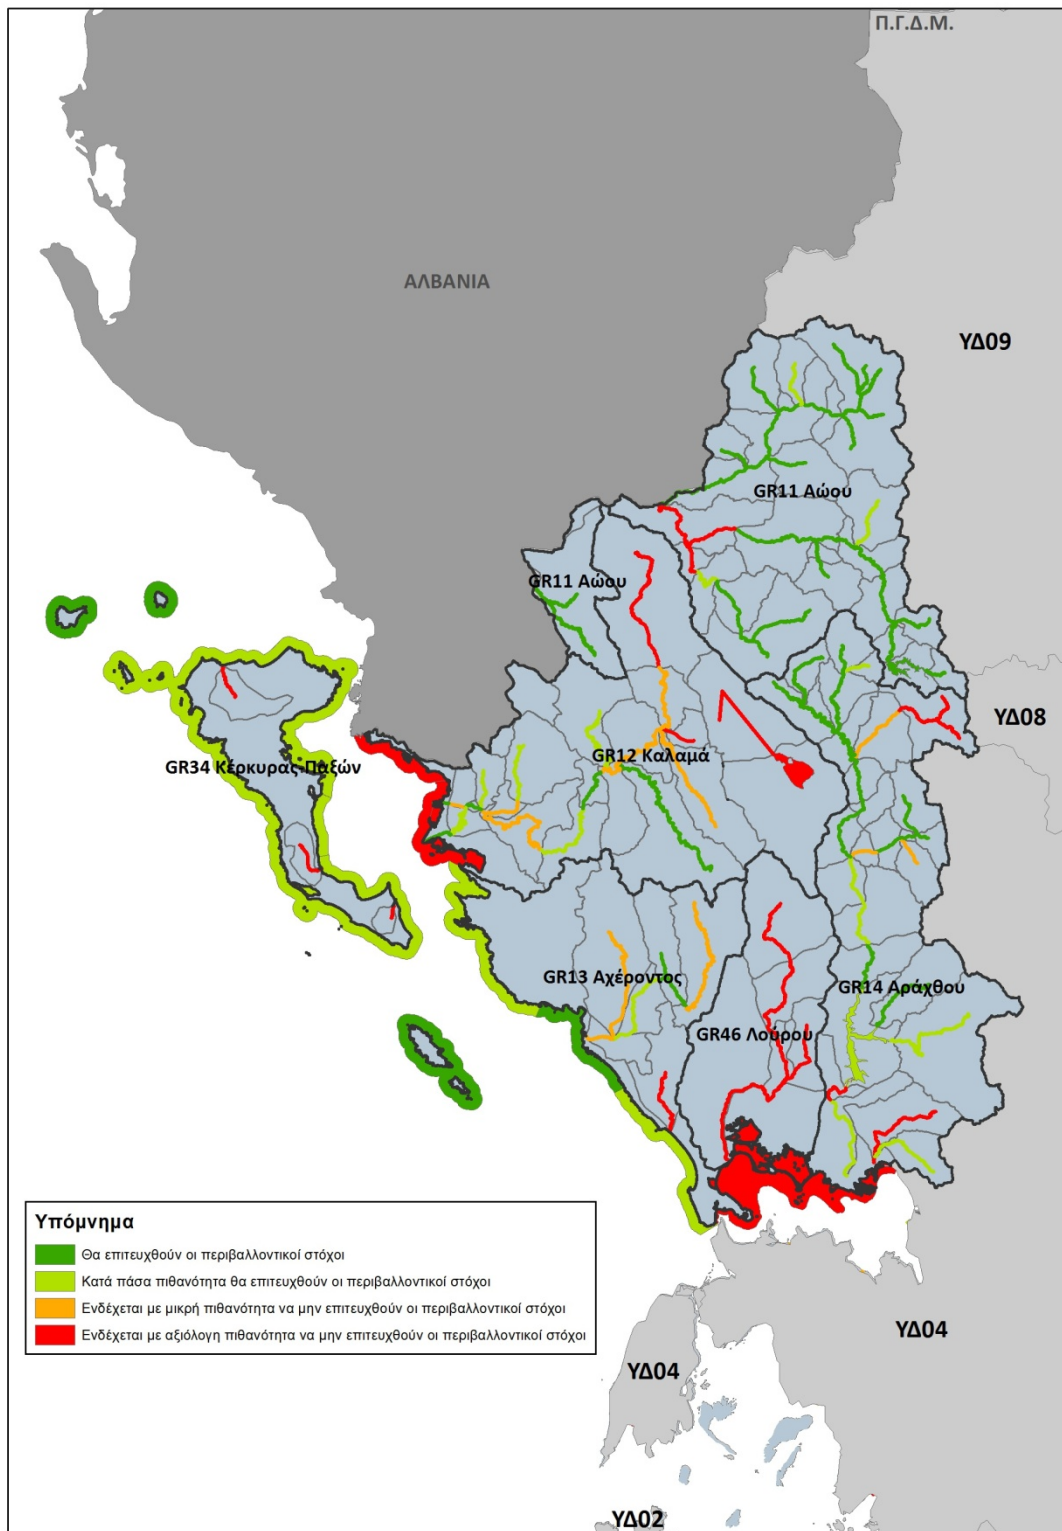 Π.Γ.Δ.Μ.
ΑΛΒΑΝΙΑ
ΥΔ09
GR11 Αώου
GR11 Αώου
ΥΔ08
GR12 Καλαμά
GR34 Κέρκυρας-Παξών
GR13 Αχέροντος
GR14 Αράχθου
GR46 Λούρου
Υπόμνημα
Θα επιτευχθούν οι περιβαλλοντικοί στόχοι
Κατά πάσα πιθανότητα θα επιτευχθούν οι περιβαλλοντικοί στόχοι
Ενδέχεται με μικρή πιθανότητα να μην επιτευχθούν οι περιβαλλοντικοί στόχοι
Ενδέχεται με αξιόλογη πιθανότητα να μην επιτευχθούν οι περιβαλλοντικοί στόχοι
ΥΔ04
ΥΔ04
ΥΔ02